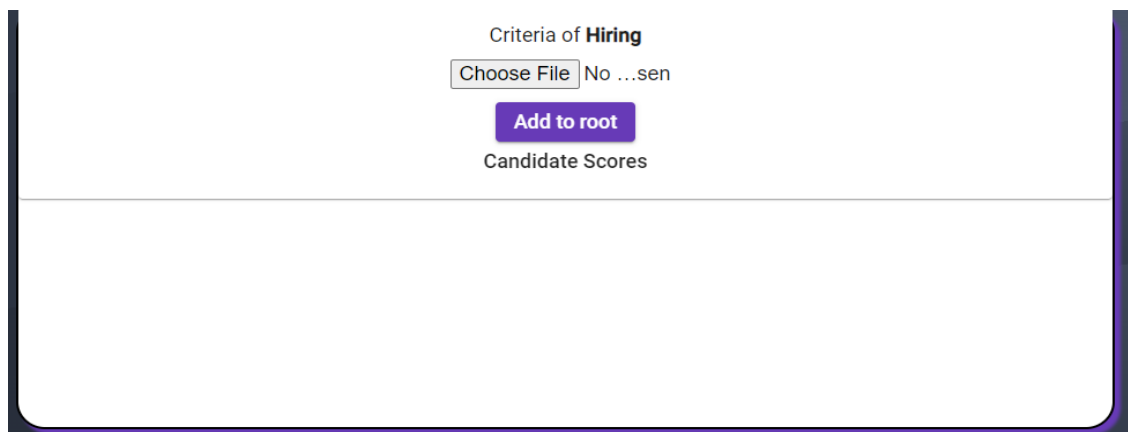 Criteria of Hiring
Choose File No …sen
Add to root
Candidate Scores